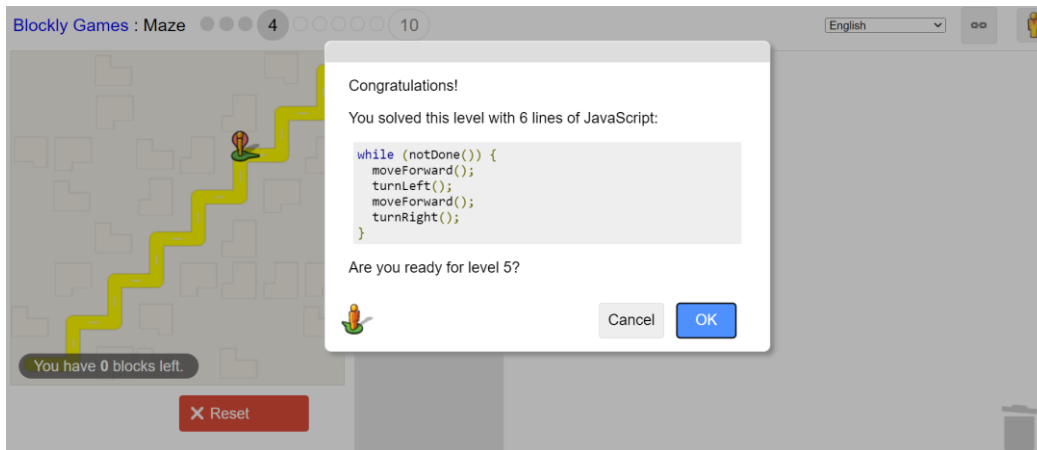 Blockly Games : Maze 4 10
English
Congratulations!
You solved this level with 6 lines of JavaScript:
while (notDone()) {
  moveForward();
  turnLeft();
  moveForward();
  turnRight();
}
Are you ready for level 5?
Cancel OK
You have 0 blocks left.
Reset